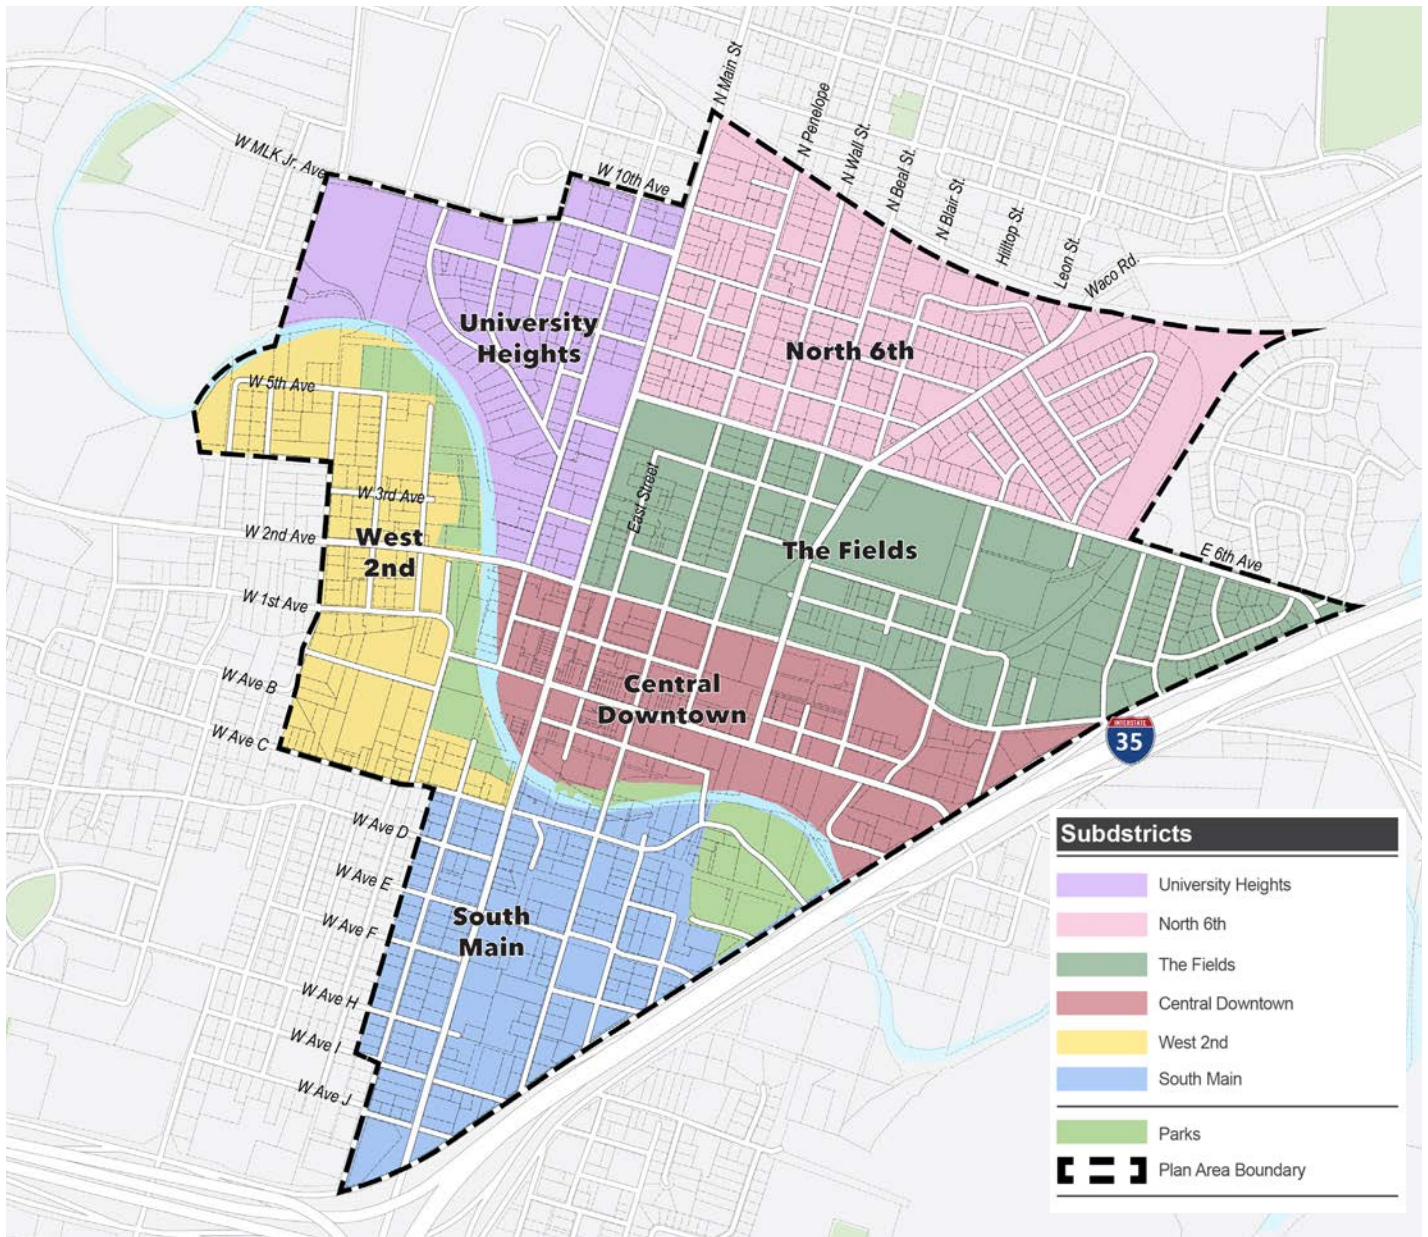 N Main St
N Penelope
N Wall St.
N Beal St.
N Blair St.
Hilltop St.
Leon St.
Waco Rd.
W MLK Jr. Ave
W 10th Ave
University
Heights
North 6th
W 5th Ave
W 3rd Ave
East Street
W 2nd Ave
West
2nd
The Fields
E 6th Ave
W 1st Ave
W Ave B
Central
Downtown
W Ave C
INTERSTATE
35
W Ave D
W Ave E
W Ave F
South
Main
W Ave H
W Ave I
W Ave J
Subdstricts
University Heights
North 6th
The Fields
Central Downtown
West 2nd
South Main
Parks
Plan Area Boundary